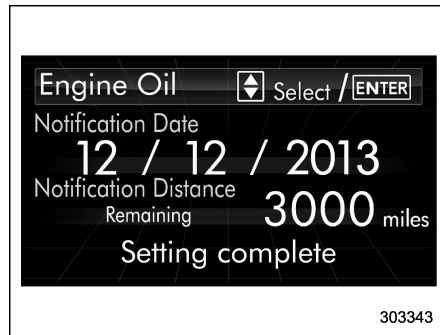 Engine Oil Select / ENTER
Notification Date
12 / 12 / 2013
Notification Distance
Remaining 3000 miles
Setting complete
303343